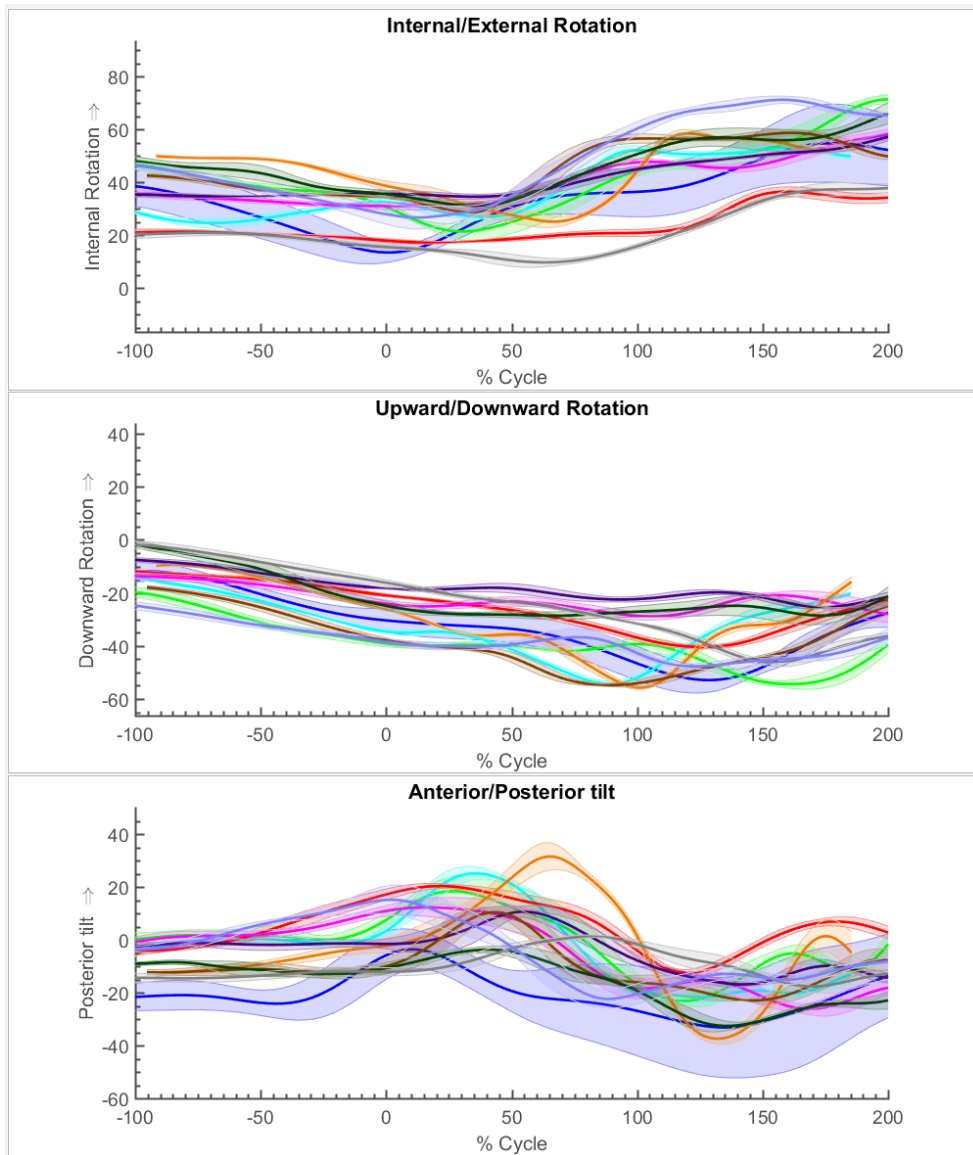 Internal/External Rotation
Internal Rotation ⇒
80
60
40
20
0
-100 -50 0 50 100 150 200
% Cycle
Upward/Downward Rotation
Downward Rotation ⇒
40
20
0
-20
-40
-60
-100 -50 0 50 100 150 200
% Cycle
Anterior/Posterior tilt
Posterior tilt ⇒
40
20
0
-20
-40
-60
-100 -50 0 50 100 150 200
% Cycle